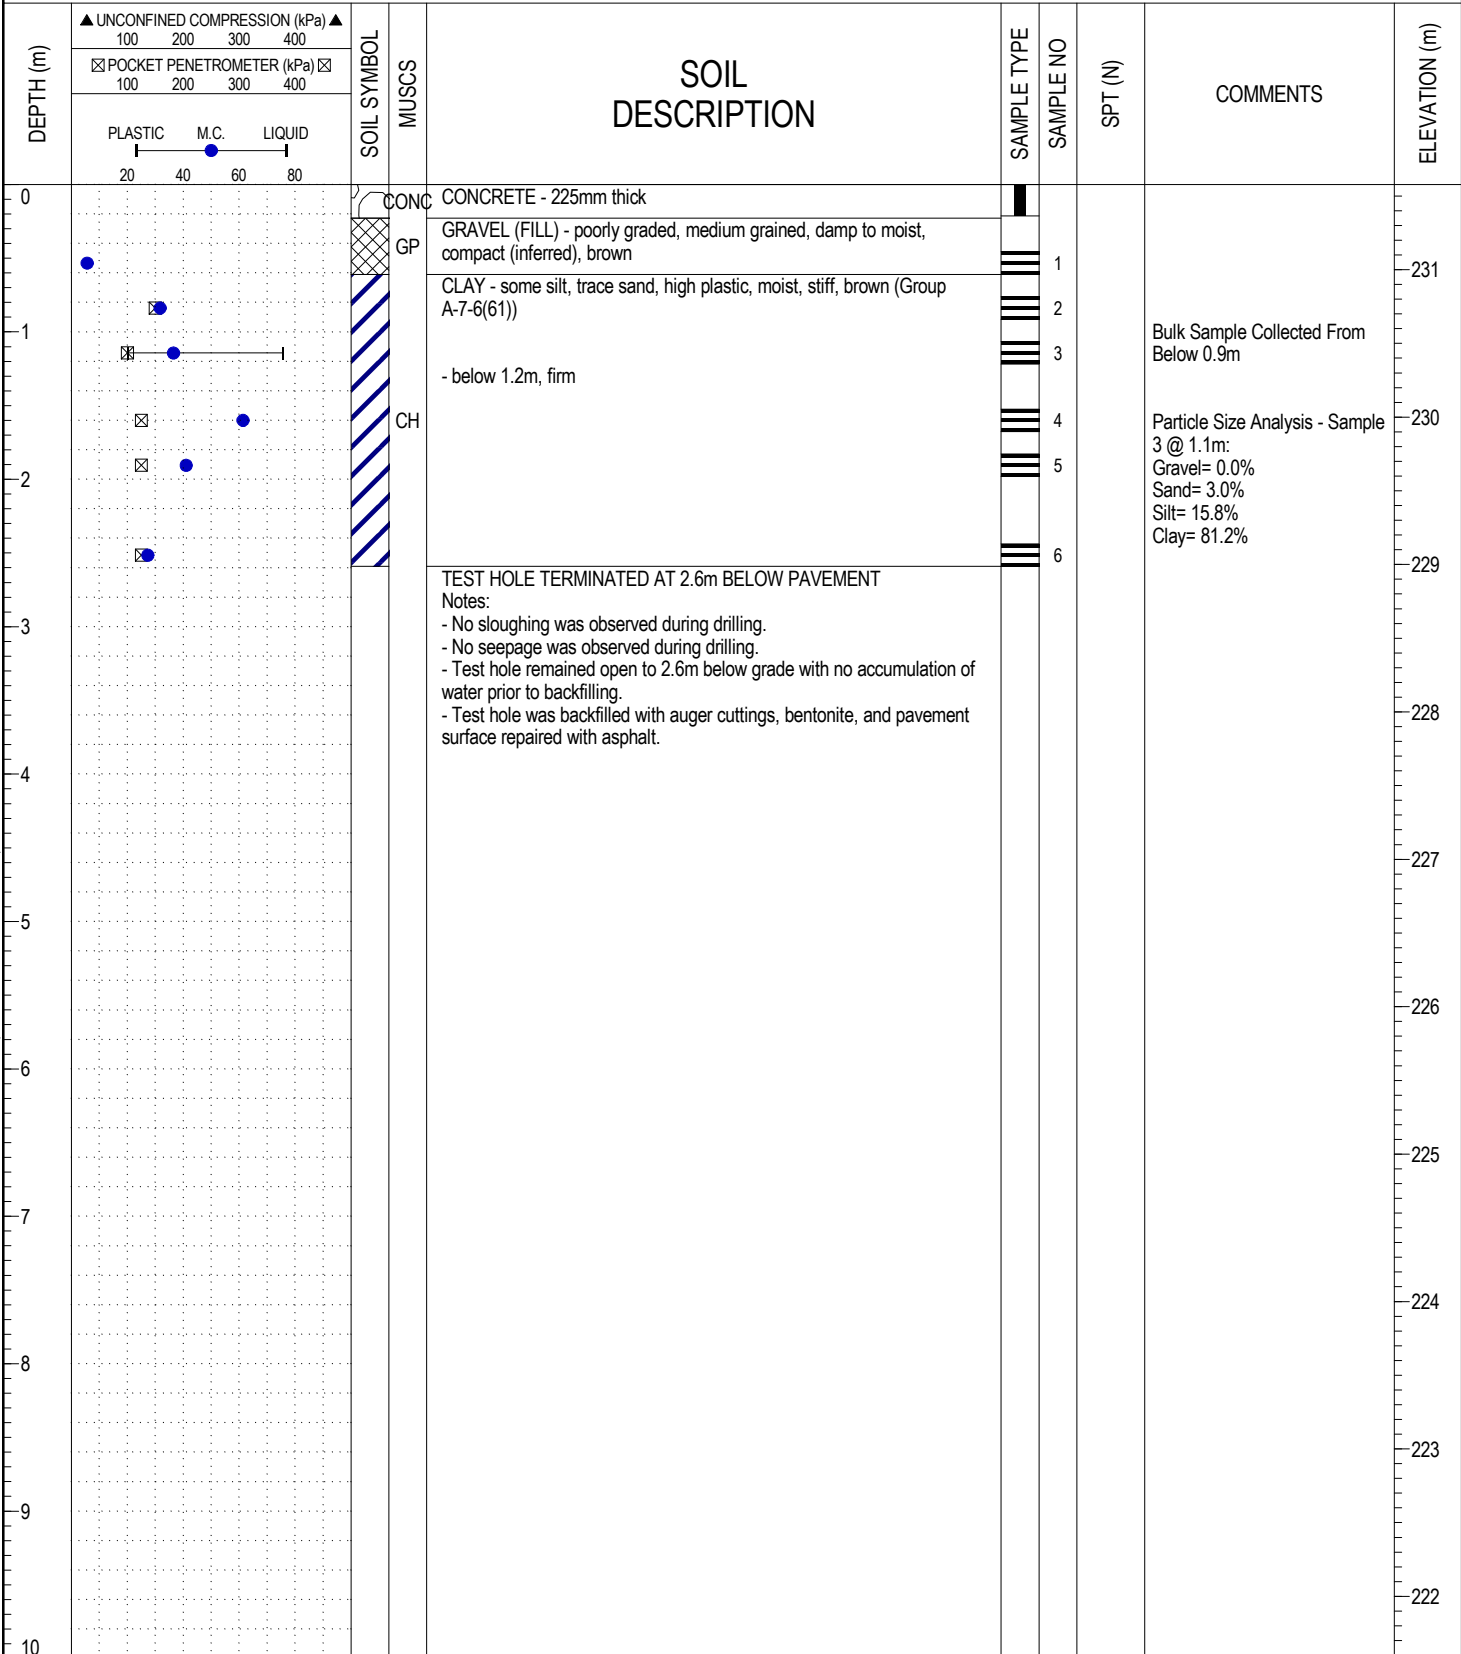 ▲ UNCONFINED COMPRESSION (kPa) ▲
100 200 300 400
☒ POCKET PENETROMETER (kPa) ☒
100 200 300 400
PLASTIC M.C. LIQUID
20 40 60 80
DEPTH (m)
SOIL SYMBOL
MUSCS
SOIL
DESCRIPTION
SAMPLE TYPE
SAMPLE NO
SPT (N)
COMMENTS
ELEVATION (m)
0
CONC
CONCRETE - 225mm thick
GP
GRAVEL (FILL) - poorly graded, medium grained, damp to moist,
compact (inferred), brown
1
231
CLAY - some silt, trace sand, high plastic, moist, stiff, brown (Group
A-7-6(61))
2
1
3
Bulk Sample Collected From
Below 0.9m
- below 1.2m, firm
CH
4
230
Particle Size Analysis - Sample
3 @ 1.1m:
Gravel= 0.0%
Sand= 3.0%
Silt= 15.8%
Clay= 81.2%
5
2
6
229
TEST HOLE TERMINATED AT 2.6m BELOW PAVEMENT
Notes:
- No sloughing was observed during drilling.
- No seepage was observed during drilling.
- Test hole remained open to 2.6m below grade with no accumulation of
water prior to backfilling.
- Test hole was backfilled with auger cuttings, bentonite, and pavement
surface repaired with asphalt.
3
228
4
227
5
226
6
225
7
224
8
223
9
222
10